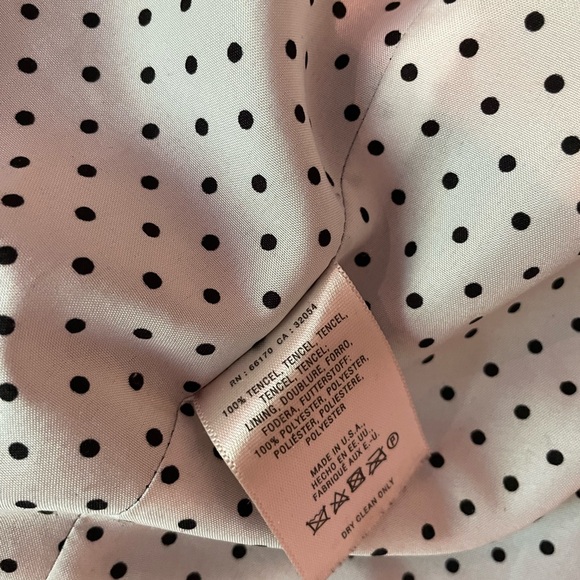 RN : 66170 CA : 32054
100% TENCEL, TENCEL, TENCEL,
TENCEL, TENCEL;
LINING, DOUBLURE, FORRO,
FODERA, FUTTERSTOFF:
100% POLYESTER, POLYESTER,
POLIÉSTER, POLIESTERE,
POLYESTER
MADE IN U.S.A.,
HECHO EN EE.UU.,
FABRIQUÉ AUX É.-U.
DRY CLEAN ONLY